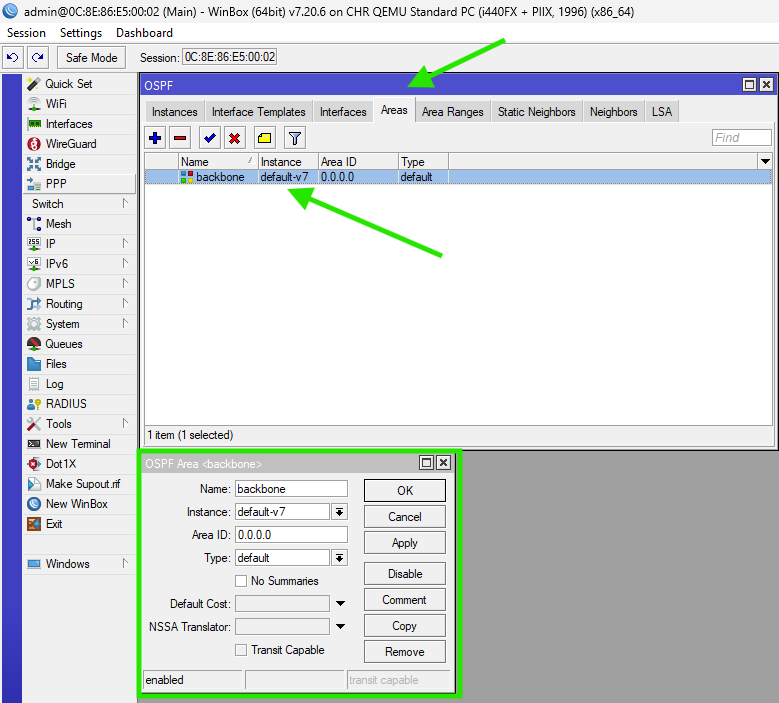 admin@0C:8E:86:E5:00:02 (Main) - WinBox (64bit) v7.20.6 on CHR QEMU Standard PC (i440FX + PIIX, 1996) (x86_64)
Session Settings Dashboard
Safe Mode Session: 0C:8E:86:E5:00:02
Quick Set
WiFi
Interfaces
WireGuard
Bridge
PPP
Switch
Mesh
IP
IPv6
MPLS
Routing
System
Queues
Files
Log
RADIUS
Tools
New Terminal
Dot1X
Make Supout.rif
New WinBox
Exit
Windows
OSPF
Instances Interface Templates Interfaces Areas Area Ranges Static Neighbors Neighbors LSA
Find
Name Instance Area ID Type
backbone default-v7 0.0.0.0 default
1 item (1 selected)
OSPF Area <backbone>
Name: backbone
Instance: default-v7
Area ID: 0.0.0.0
Type: default
No Summaries
Default Cost:
NSSA Translator:
Transit Capable
OK
Cancel
Apply
Disable
Comment
Copy
Remove
enabled transit capable